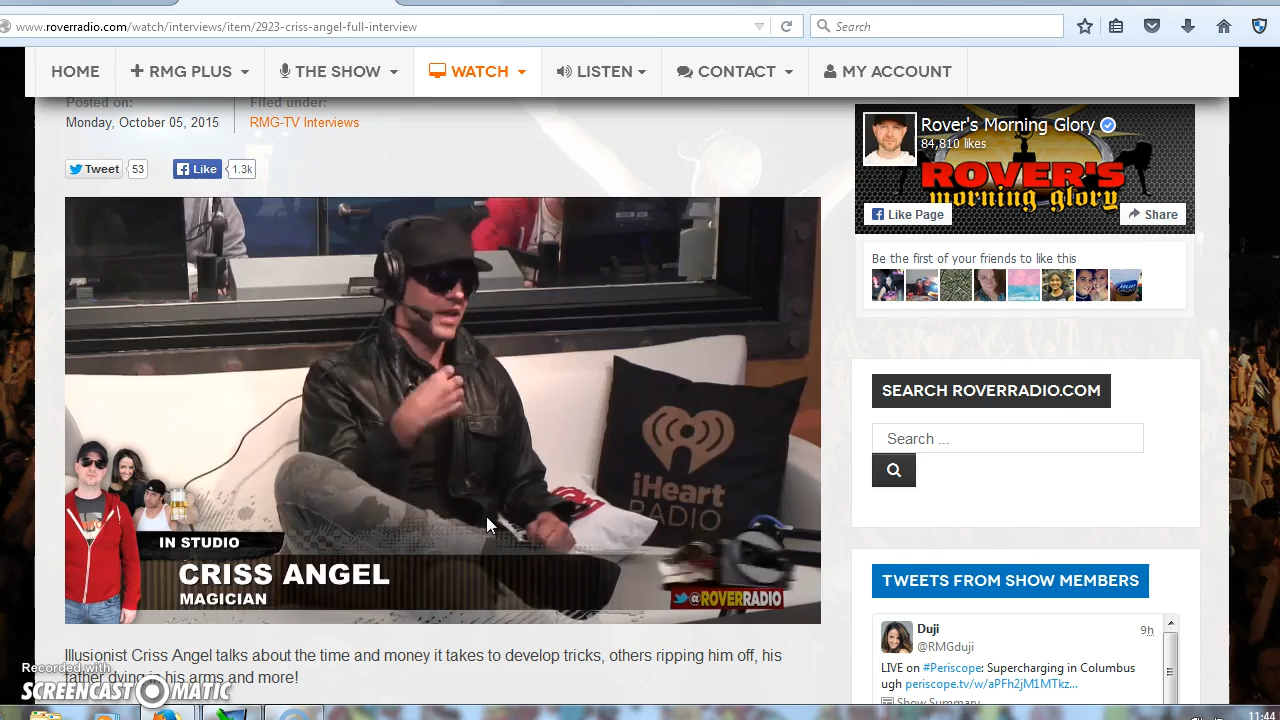 www.roverradio.com/watch/interviews/item/2923-criss-angel-full-interview
Search
HOME
RMG PLUS
THE SHOW
WATCH
LISTEN
CONTACT
MY ACCOUNT
Posted on:
Filed under:
Monday, October 05, 2015
RMG-TV Interviews
Tweet
53
Like
1.3k
iHeart
RADIO
IN STUDIO
CRISS ANGEL
MAGICIAN
@ROVERRADIO
Illusionist Criss Angel talks about the time and money it takes to develop tricks, others ripping him off, his
father dying in his arms and more!
Recorded with
SCREENCAST MATIC
Rover's Morning Glory
84,810 likes
ROVER'S
morning glory
Like Page
Share
Be the first of your friends to like this
SEARCH ROVERRADIO.COM
Search ...
TWEETS FROM SHOW MEMBERS
Duji
9h
@RMGduji
LIVE on #Periscope: Supercharging in Columbus
ugh periscope.tv/w/aPFh2jM1MTkz...
Show Summary
11:44